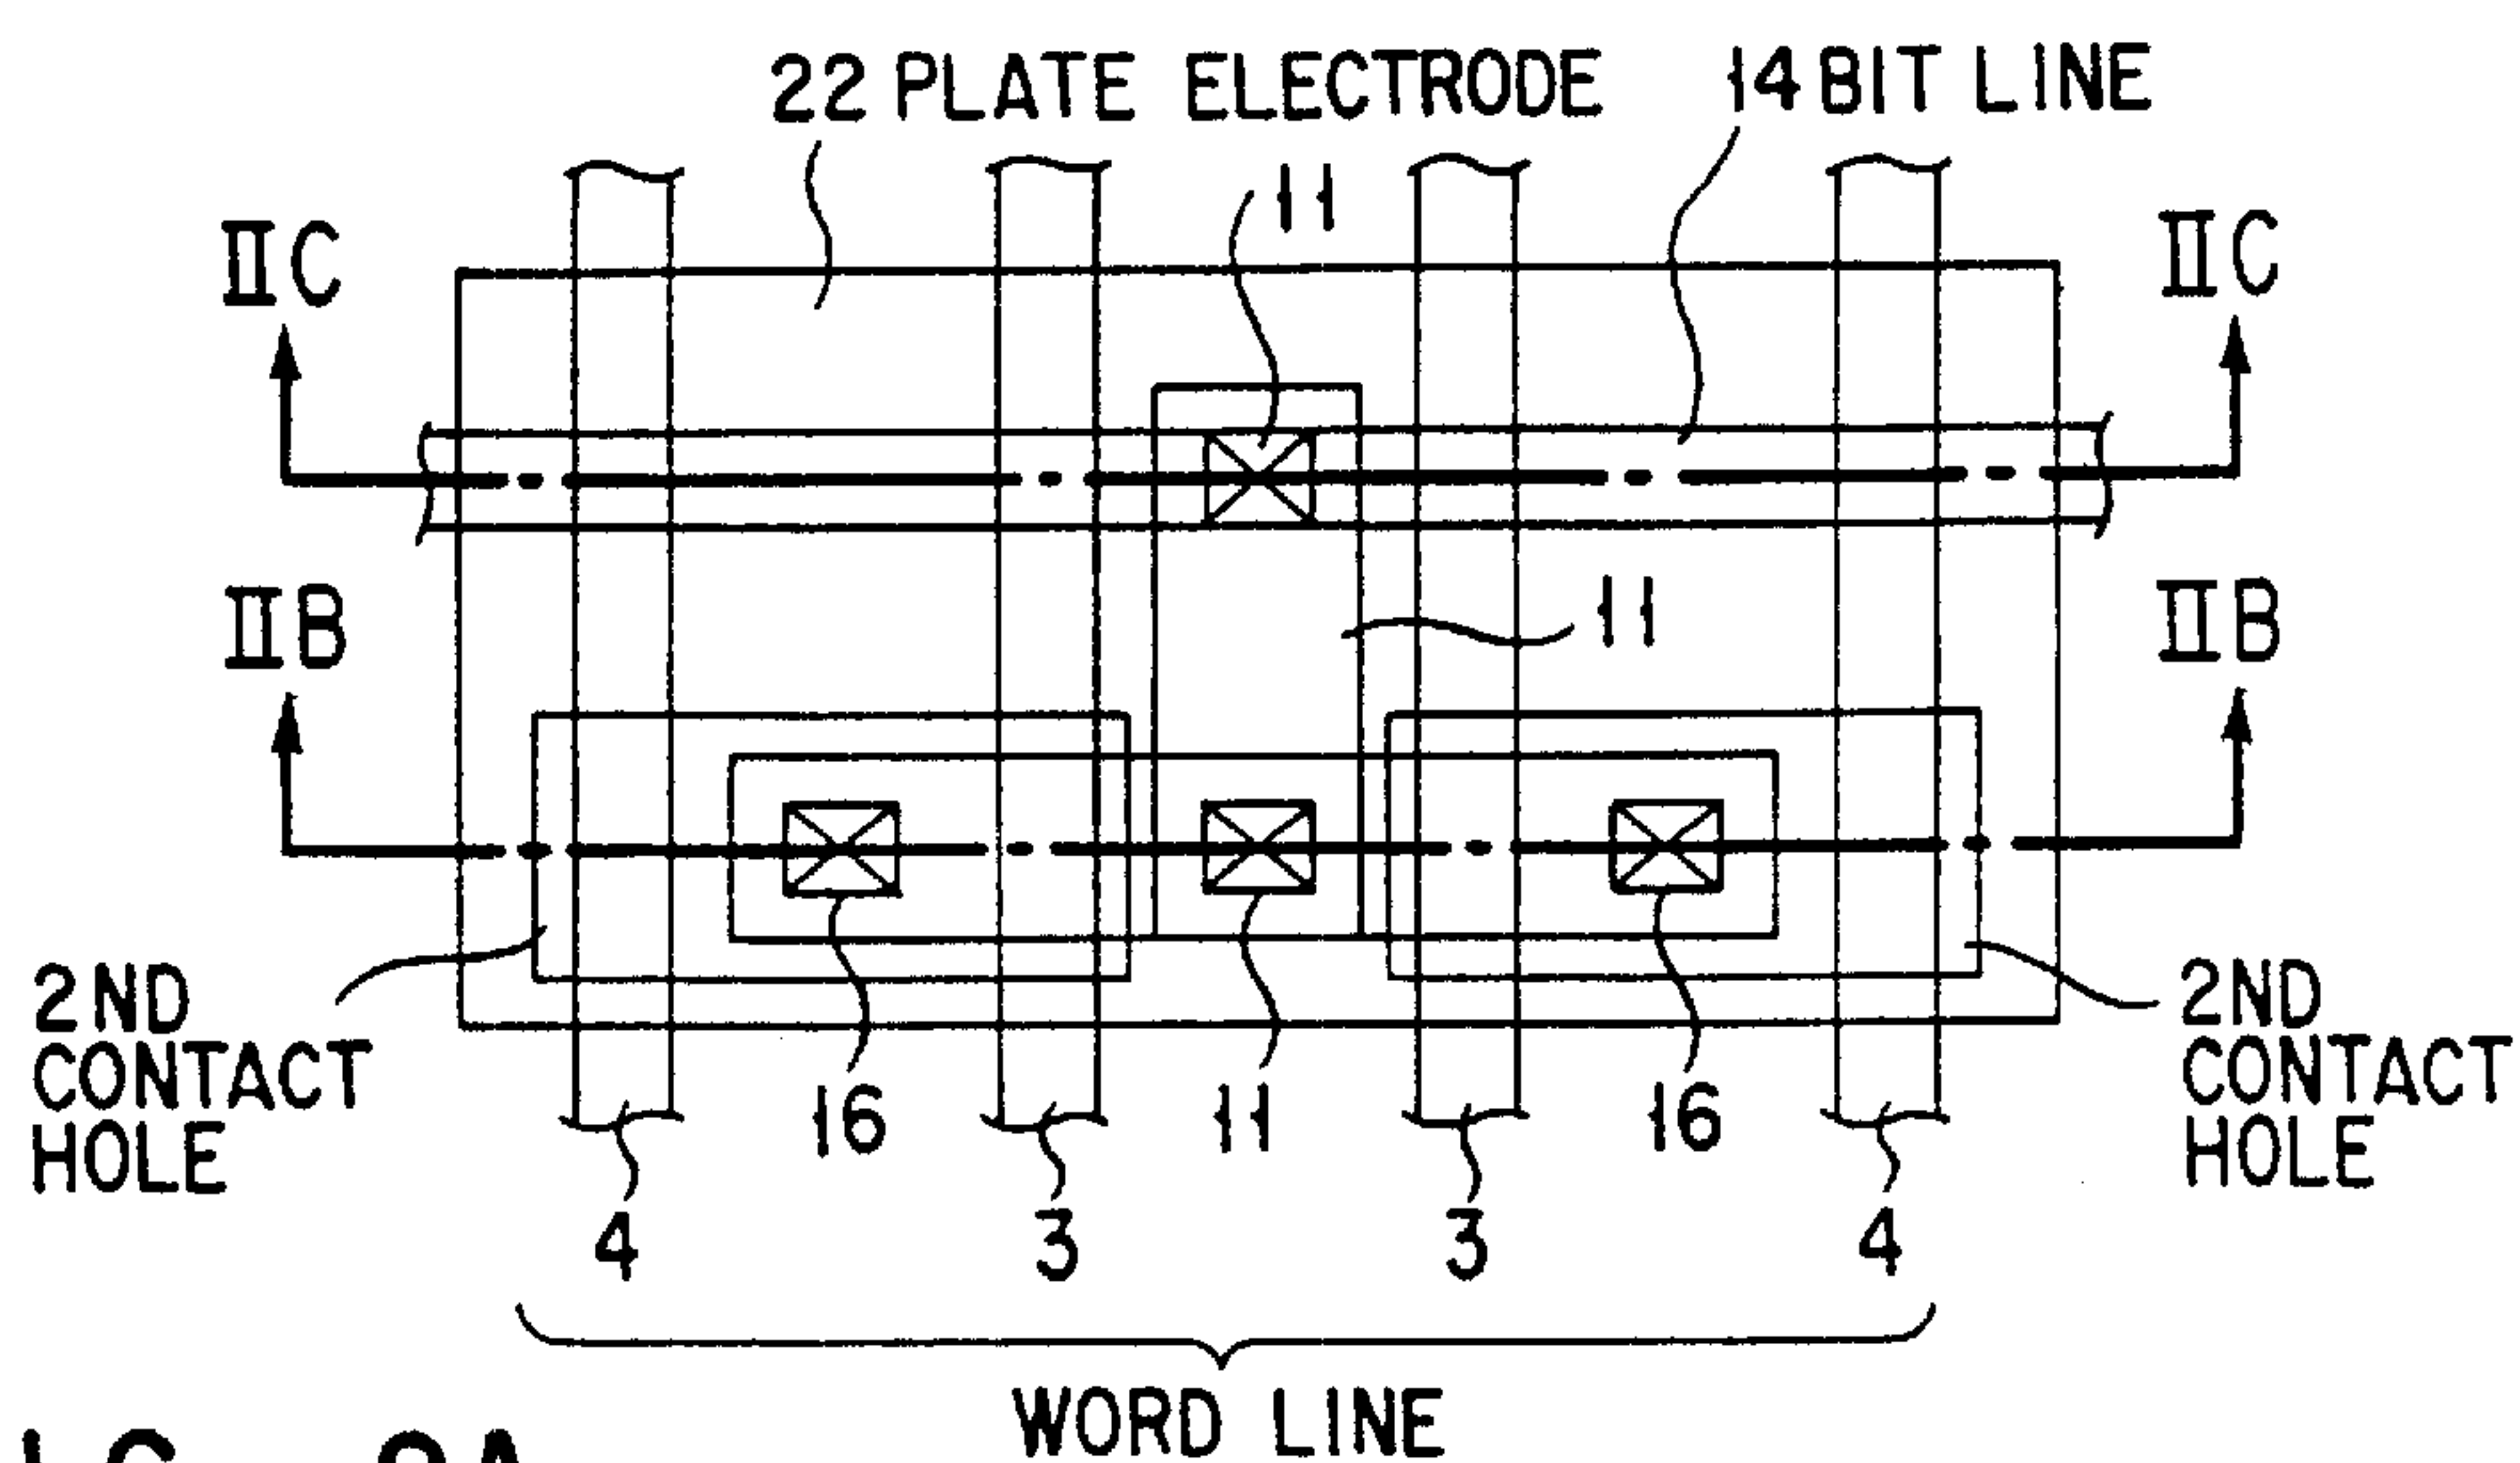 22 PLATE ELECTRODE
14 BIT LINE
11
IIC
IIC
11
IIB
IIB
2ND
CONTACT
HOLE
2ND
CONTACT
HOLE
16
11
16
4
3
3
4
WORD LINE